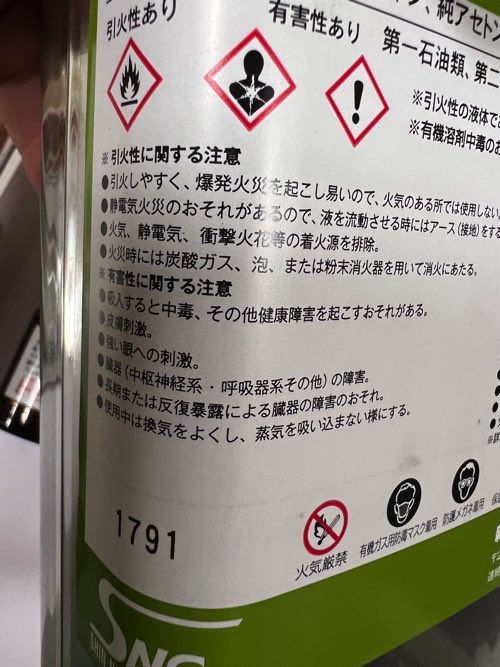 、純アセトン
引火性あり
有害性あり
第一石油類、第二
※引火性の液体で
※有機溶剤中毒のお
※ 引火性に関する注意
●引火しやすく、爆発火災を起こし易いので、火気のある所では使用しない
●静電気火災のおそれがあるので、液を流動させる時にはアース(接地)をする
●火気、静電気、衝撃火花等の着火源を排除。
●火災時には炭酸ガス、泡、または粉末消火器を用いて消火にあたる。
※ 有害性に関する注意
●吸入すると中毒、その他健康障害を起こすおそれがある。
●皮膚刺激。
●強い眼への刺激。
●臓器(中枢神経系・呼吸器系その他)の障害。
●長期または反復暴露による臓器の障害のおそれ。
●使用中は換気をよくし、蒸気を吸い込まない様にする。
火気厳禁
有機ガス用防毒マスク着用
防護メガネ着用
1791
SNG